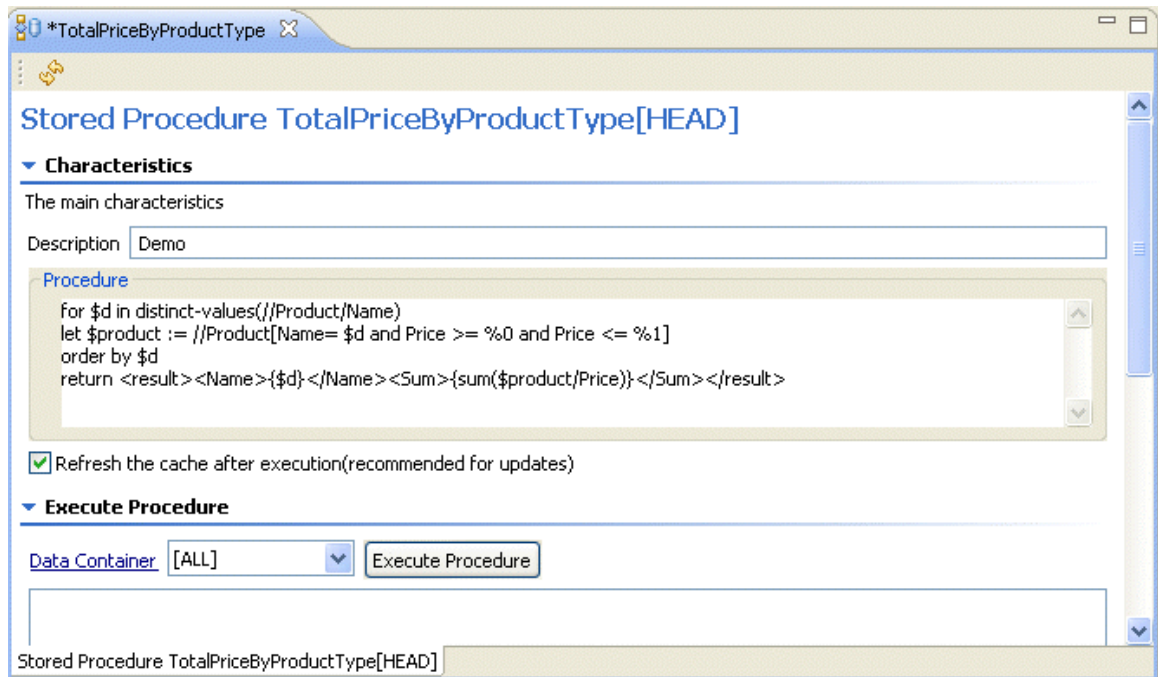 *TotalPriceByProductType
Stored Procedure TotalPriceByProductType[HEAD]
Characteristics
The main characteristics
Description Demo
Procedure
for $d in distinct-values(//Product/Name)
let $product := //Product[Name= $d and Price >= %0 and Price <= %1]
order by $d
return <result><Name>{$d}</Name><Sum>{sum($product/Price)}</Sum></result>
Refresh the cache after execution(recommended for updates)
Execute Procedure
Data Container [ALL] Execute Procedure
Stored Procedure TotalPriceByProductType[HEAD]